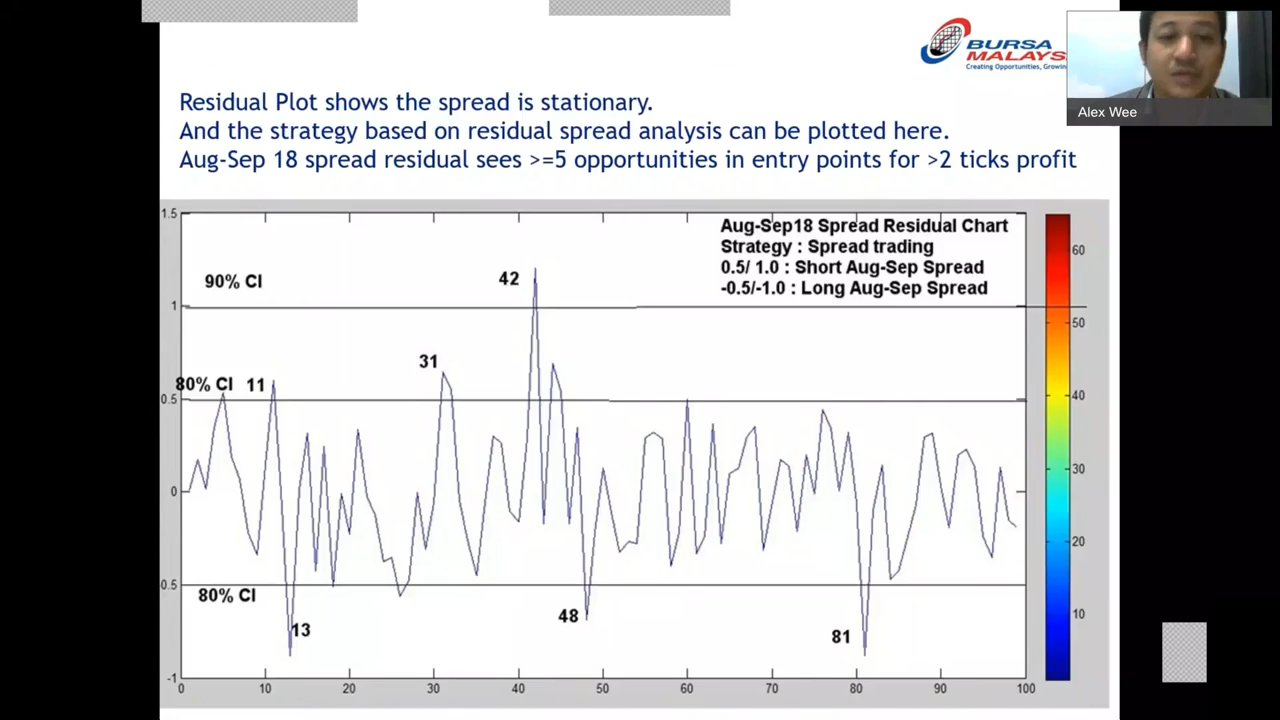 BURSA
MALAYS
Creating Opportunities, Growin
Alex Wee
Residual Plot shows the spread is stationary.
And the strategy based on residual spread analysis can be plotted here.
Aug-Sep 18 spread residual sees >=5 opportunities in entry points for >2 ticks profit
Aug-Sep18 Spread Residual Chart
Strategy : Spread trading
0.5/ 1.0 : Short Aug-Sep Spread
-0.5/-1.0 : Long Aug-Sep Spread
1.5
90% CI
42
1
31
80% CI
11
0.5
0
0.5
80% CI
13
48
81
-1
0 10 20 30 40 50 60 70 80 90 100
60
50
40
30
20
10